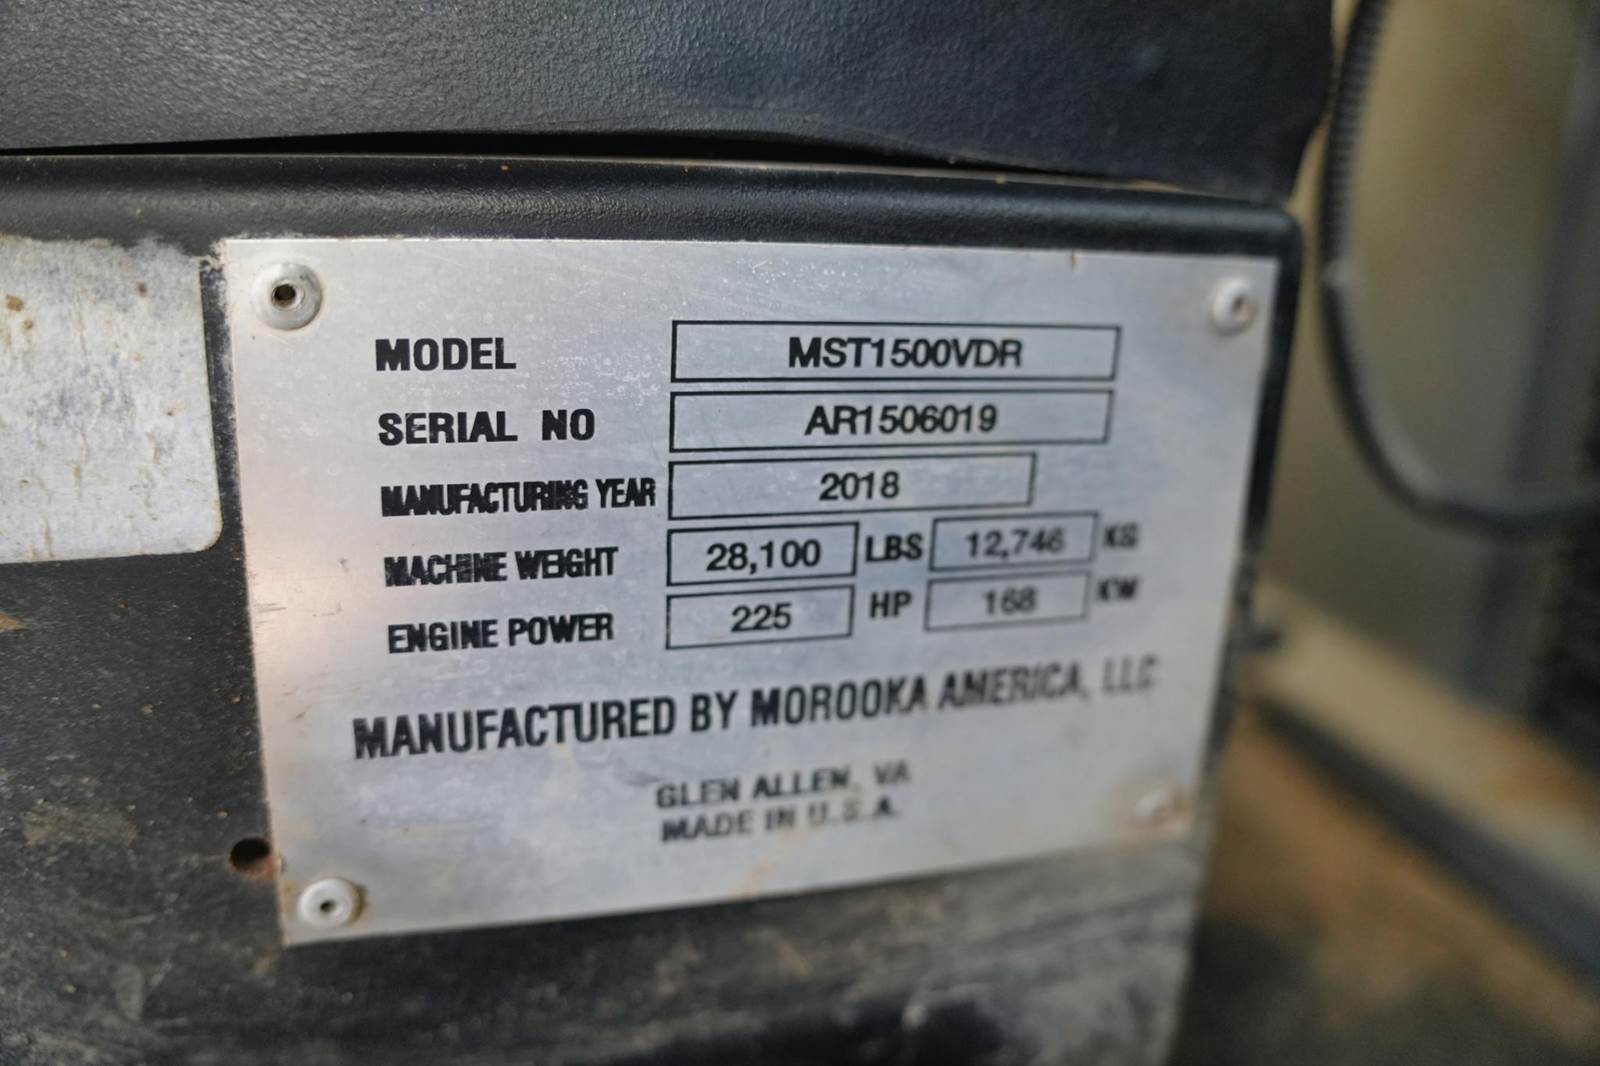 MODEL MST1500VDR
SERIAL NO AR1506019
MANUFACTURING YEAR 2018
MACHINE WEIGHT 28,100 LBS 12,746 KG
ENGINE POWER 225 HP 168 KW
MANUFACTURED BY MOROOKA AMERICA, LLC
GLEN ALLEN, VA
MADE IN U.S.A.